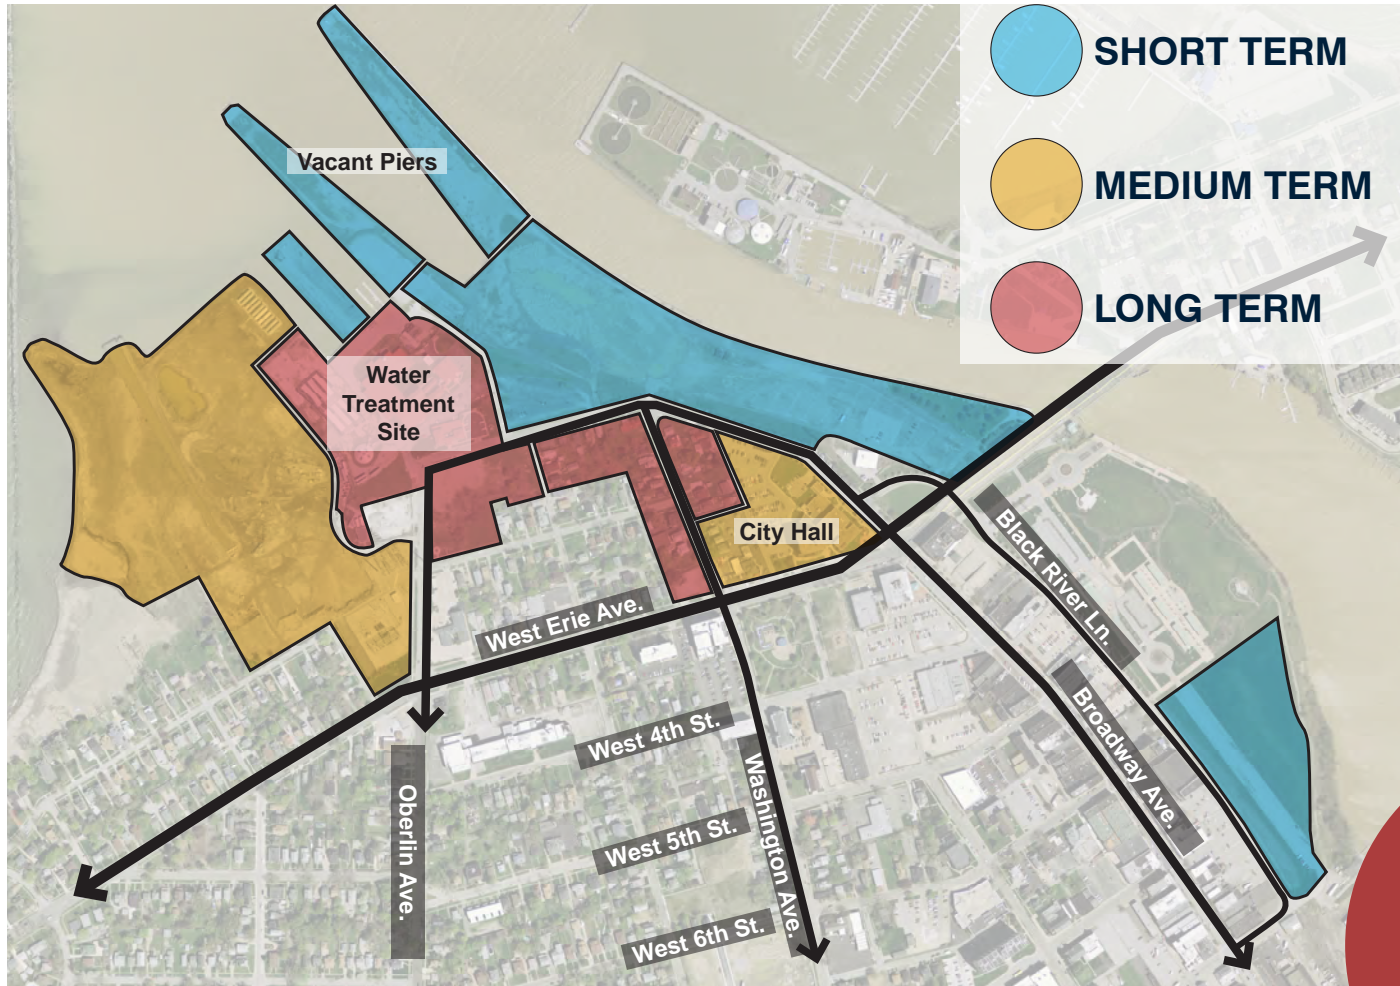 SHORT TERM
MEDIUM TERM
LONG TERM
Vacant Piers
Water
Treatment
Site
City Hall
Black River Ln.
West Erie Ave.
Broadway Ave.
West 4th St.
Washington Ave.
Oberlin Ave.
West 5th St.
West 6th St.